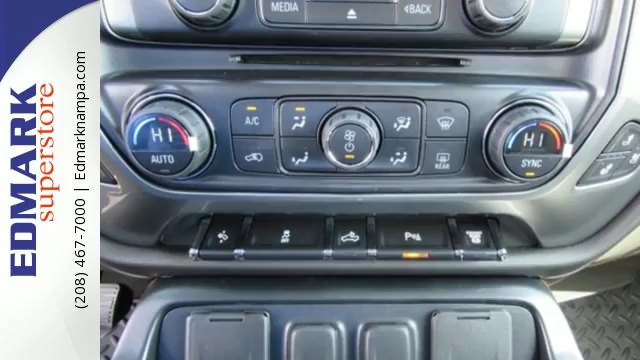 EDMARK
superstore
(208) 467-7000 | Edmarknampa.com
MEDIA
BACK
HI
AUTO
A/C
REAR
HI
SYNC